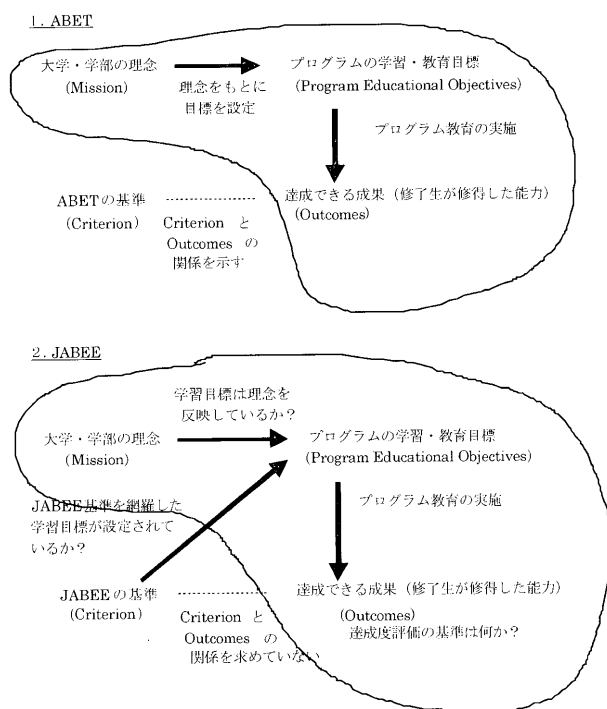 1. ABET
大学・学部の理念
(Mission)
理念をもとに
目標を設定
プログラムの学習・教育目標
(Program Educational Objectives)
プログラム教育の実施
ABETの基準
(Criterion)
Criterion と
Outcomes の
関係を示す
達成できる成果（修了生が修得した能力）
(Outcomes)
2. JABEE
学習目標は理念を
反映しているか？
大学・学部の理念
(Mission)
プログラムの学習・教育目標
(Program Educational Objectives)
JABEE基準を網羅した
学習目標が設定されて
いるか？
プログラム教育の実施
JABEEの基準
(Criterion)
Criterion と
Outcomes の
関係を求めていない
達成できる成果（修了生が修得した能力）
(Outcomes)
達成度評価の基準は何か？